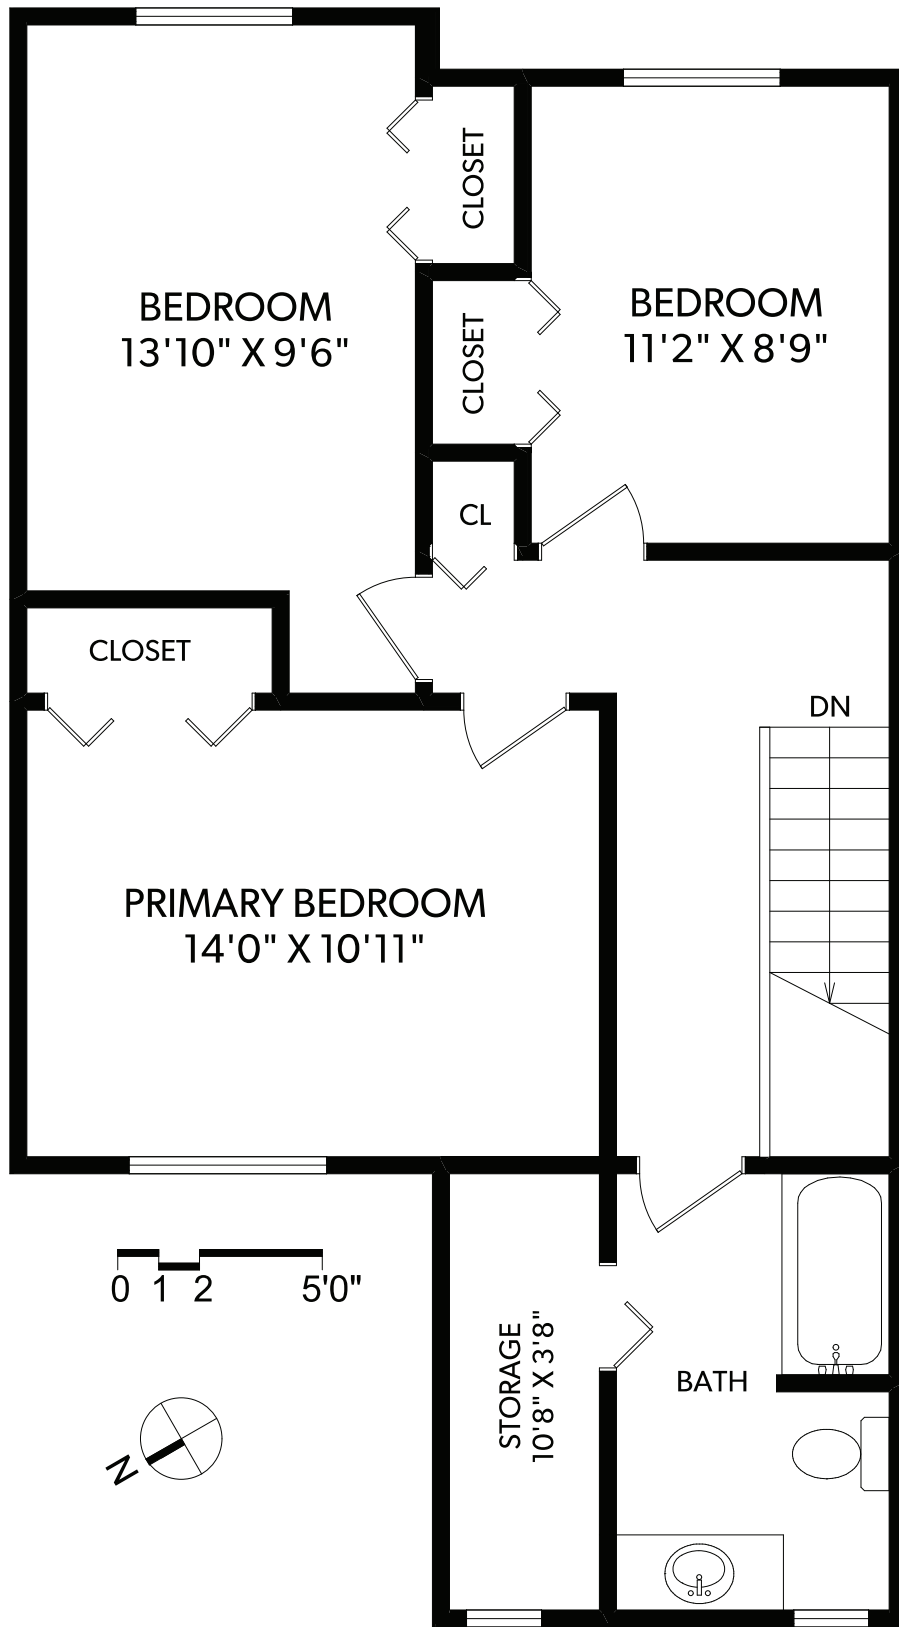 CLOSET
BEDROOM
13'10" X 9'6"
BEDROOM
11'2" X 8'9"
CLOSET
CL
CLOSET
DN
PRIMARY BEDROOM
14'0" X 10'11"
0 1 2 5'0"
STORAGE
10'8" X 3'8"
BATH
N